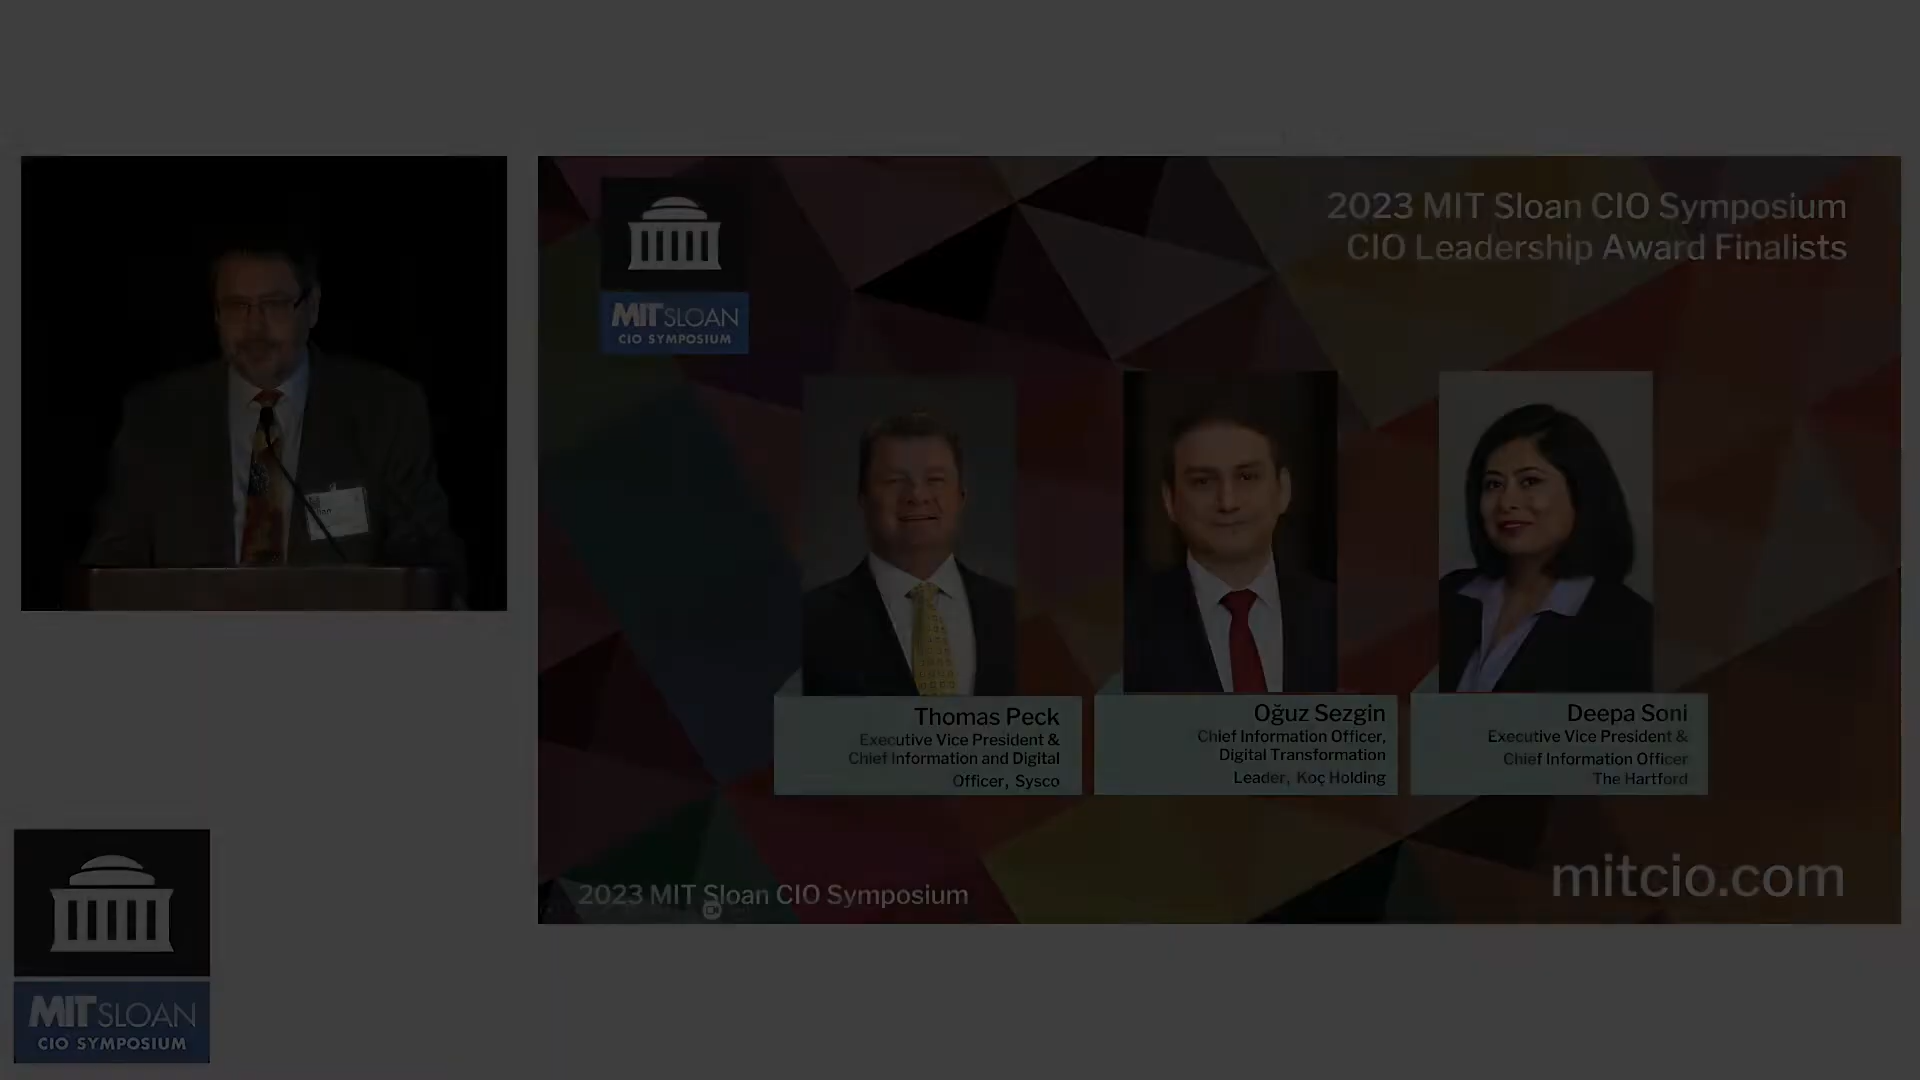 2023 MIT Sloan CIO Symposium
CIO Leadership Award Finalists
MIT SLOAN
CIO SYMPOSIUM
Thomas Peck
Executive Vice President &
Chief Information and Digital
Officer, Sysco
Oğuz Sezgin
Chief Information Officer,
Digital Transformation
Leader, Koç Holding
Deepa Soni
Executive Vice President &
Chief Information Officer
The Hartford
mitcio.com
2023 MIT Sloan CIO Symposium
MIT SLOAN
CIO SYMPOSIUM